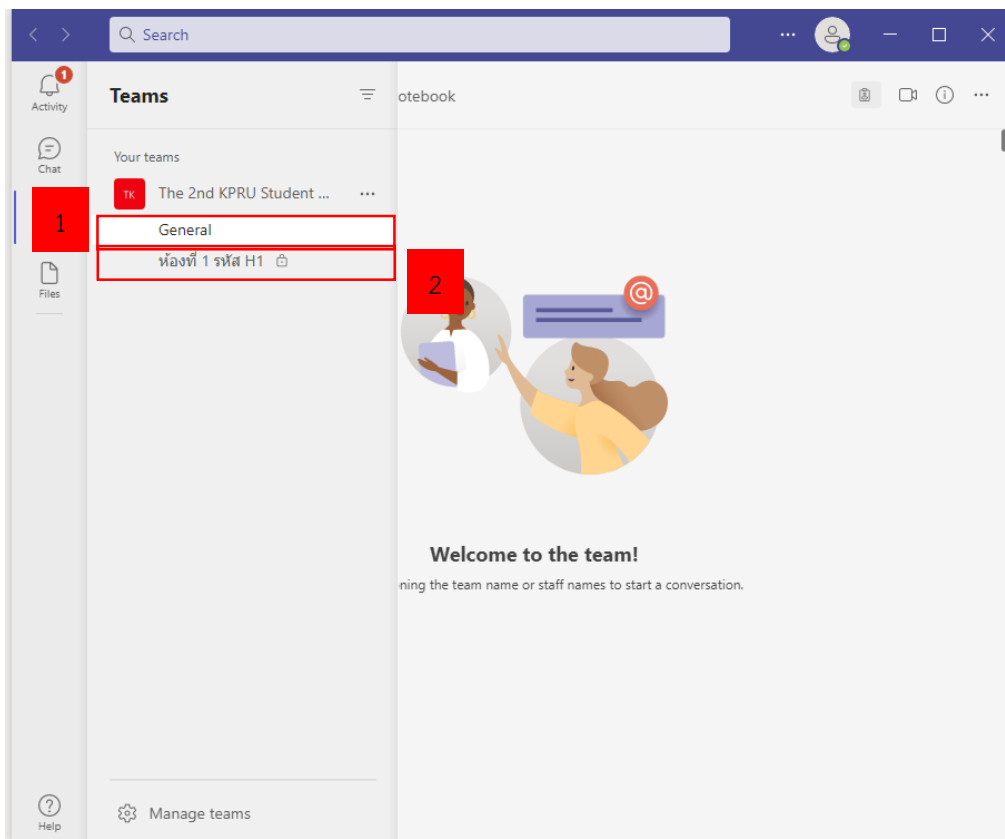 Search
1
Activity
Teams
otebook
Chat
Your teams
TK The 2nd KPRU Student ...
1
General
ห้องที่ 1 รหัส H1
2
Files
@
Welcome to the team!
ning the team name or staff names to start a conversation.
Manage teams
Help